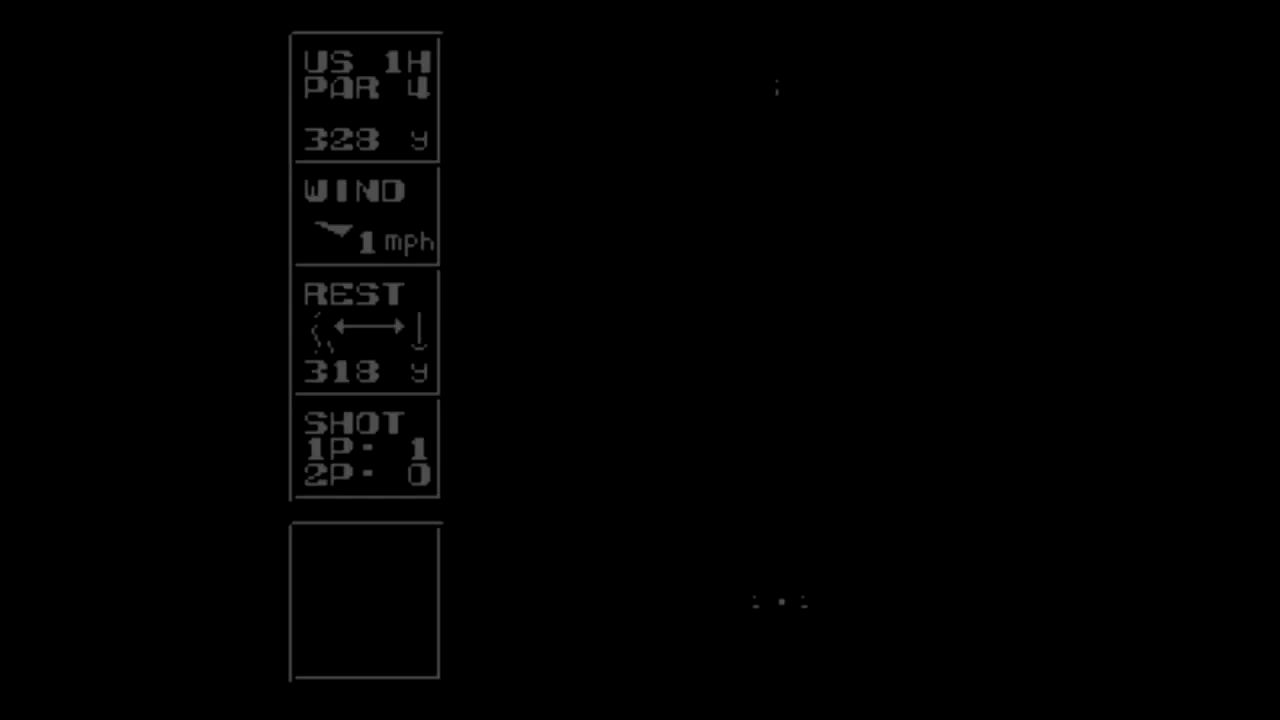 US 1H
PAR 4
328 y
WIND
1 mph
REST
318 y
SHOT
1P· 1
2P· 0